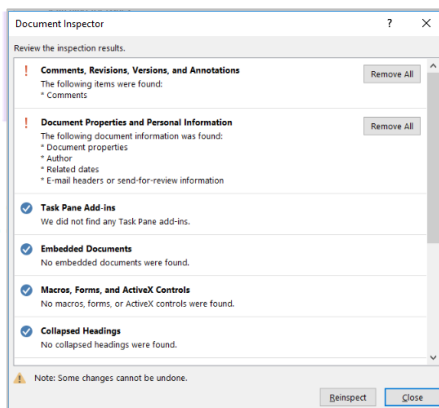 Document Inspector
? X
Review the inspection results.
! Comments, Revisions, Versions, and Annotations
Remove All
The following items were found:
* Comments
! Document Properties and Personal Information
Remove All
The following document information was found:
* Document properties
* Author
* Related dates
* E-mail headers or send-for-review information
Task Pane Add-ins
We did not find any Task Pane add-ins.
Embedded Documents
No embedded documents were found.
Macros, Forms, and ActiveX Controls
No macros, forms, or ActiveX controls were found.
Collapsed Headings
No collapsed headings were found.
Note: Some changes cannot be undone.
Reinspect
Close